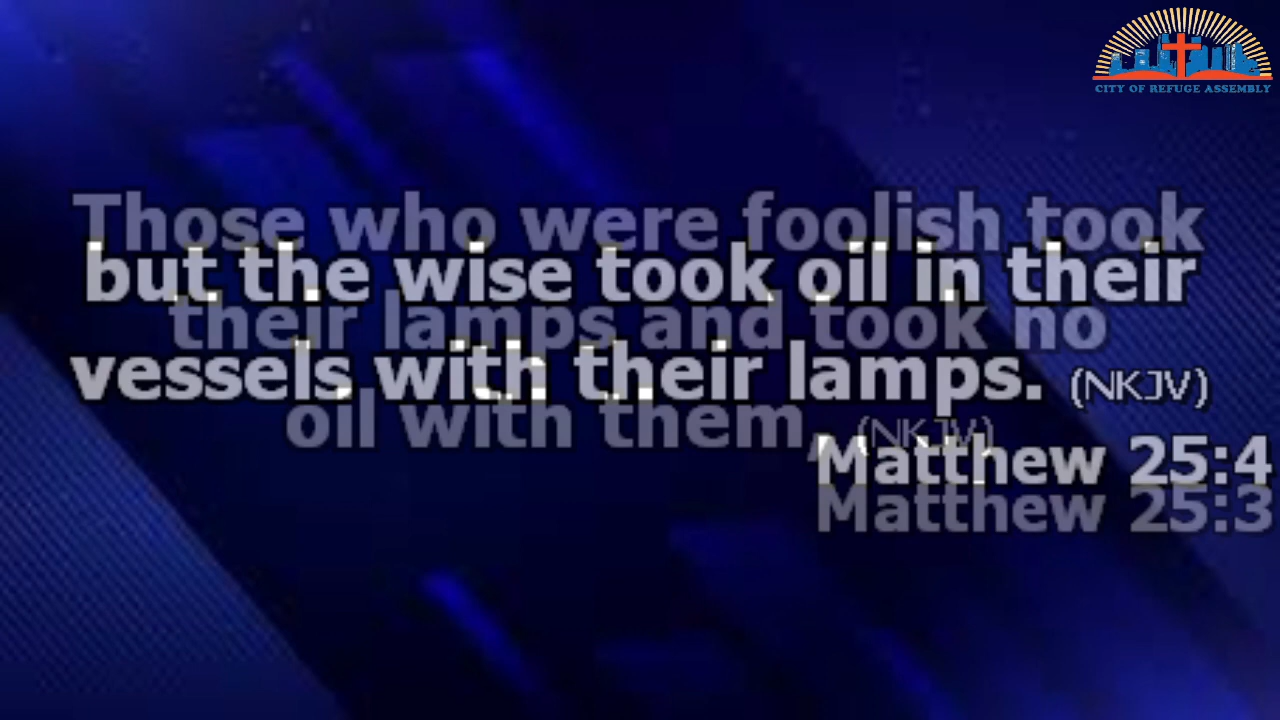 CITY OF REFUGE ASSEMBLY
Those who were foolish took
their lamps and took no
oil with them, (NKJV)
Matthew 25:3
but the wise took oil in their
vessels with their lamps. (NKJV)
Matthew 25:4